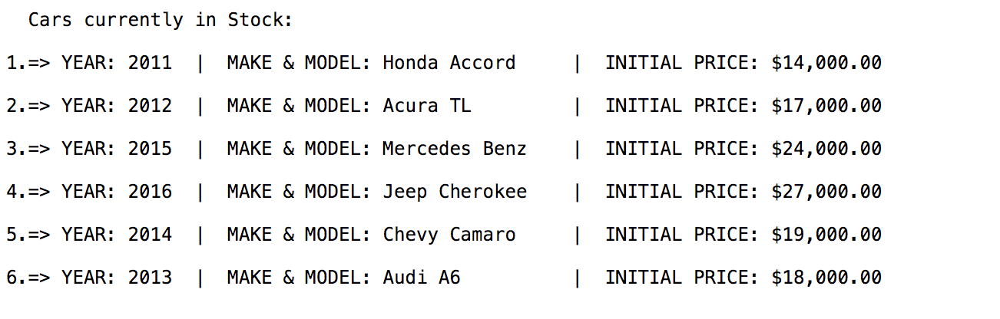 Cars currently in Stock:
1.=> YEAR: 2011 | MAKE & MODEL: Honda Accord | INITIAL PRICE: $14,000.00
2.=> YEAR: 2012 | MAKE & MODEL: Acura TL | INITIAL PRICE: $17,000.00
3.=> YEAR: 2015 | MAKE & MODEL: Mercedes Benz | INITIAL PRICE: $24,000.00
4.=> YEAR: 2016 | MAKE & MODEL: Jeep Cherokee | INITIAL PRICE: $27,000.00
5.=> YEAR: 2014 | MAKE & MODEL: Chevy Camaro | INITIAL PRICE: $19,000.00
6.=> YEAR: 2013 | MAKE & MODEL: Audi A6 | INITIAL PRICE: $18,000.00